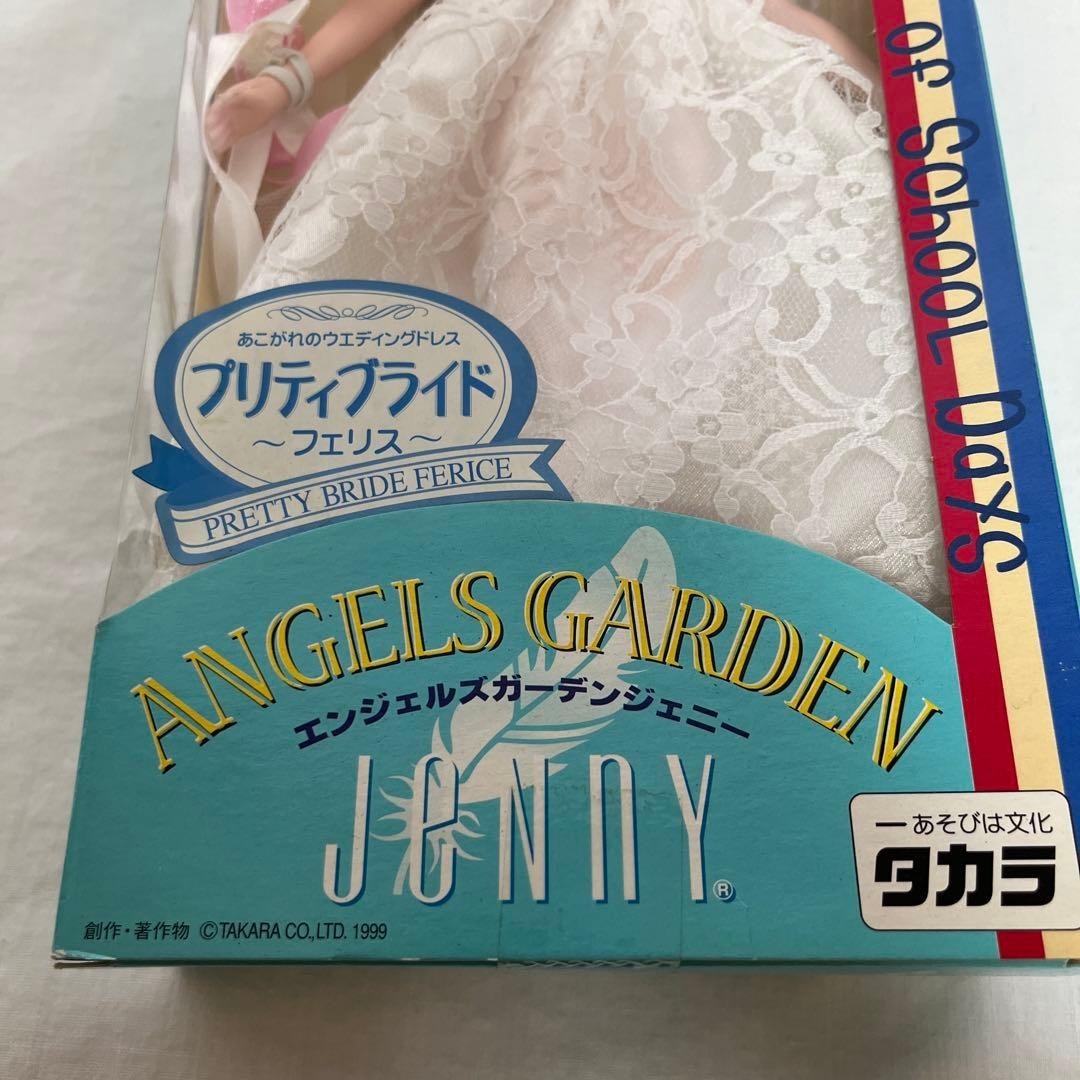 of School Days
あこがれのウエディングドレス
プリティブライド
～フェリス～
PRETTY BRIDE FERICE
ANGELS GARDEN
エンジェルズガーデンジェニー
JeNNY®
ーあそびは文化
タカラ
創作・著作物 ©TAKARA CO.,LTD. 1999